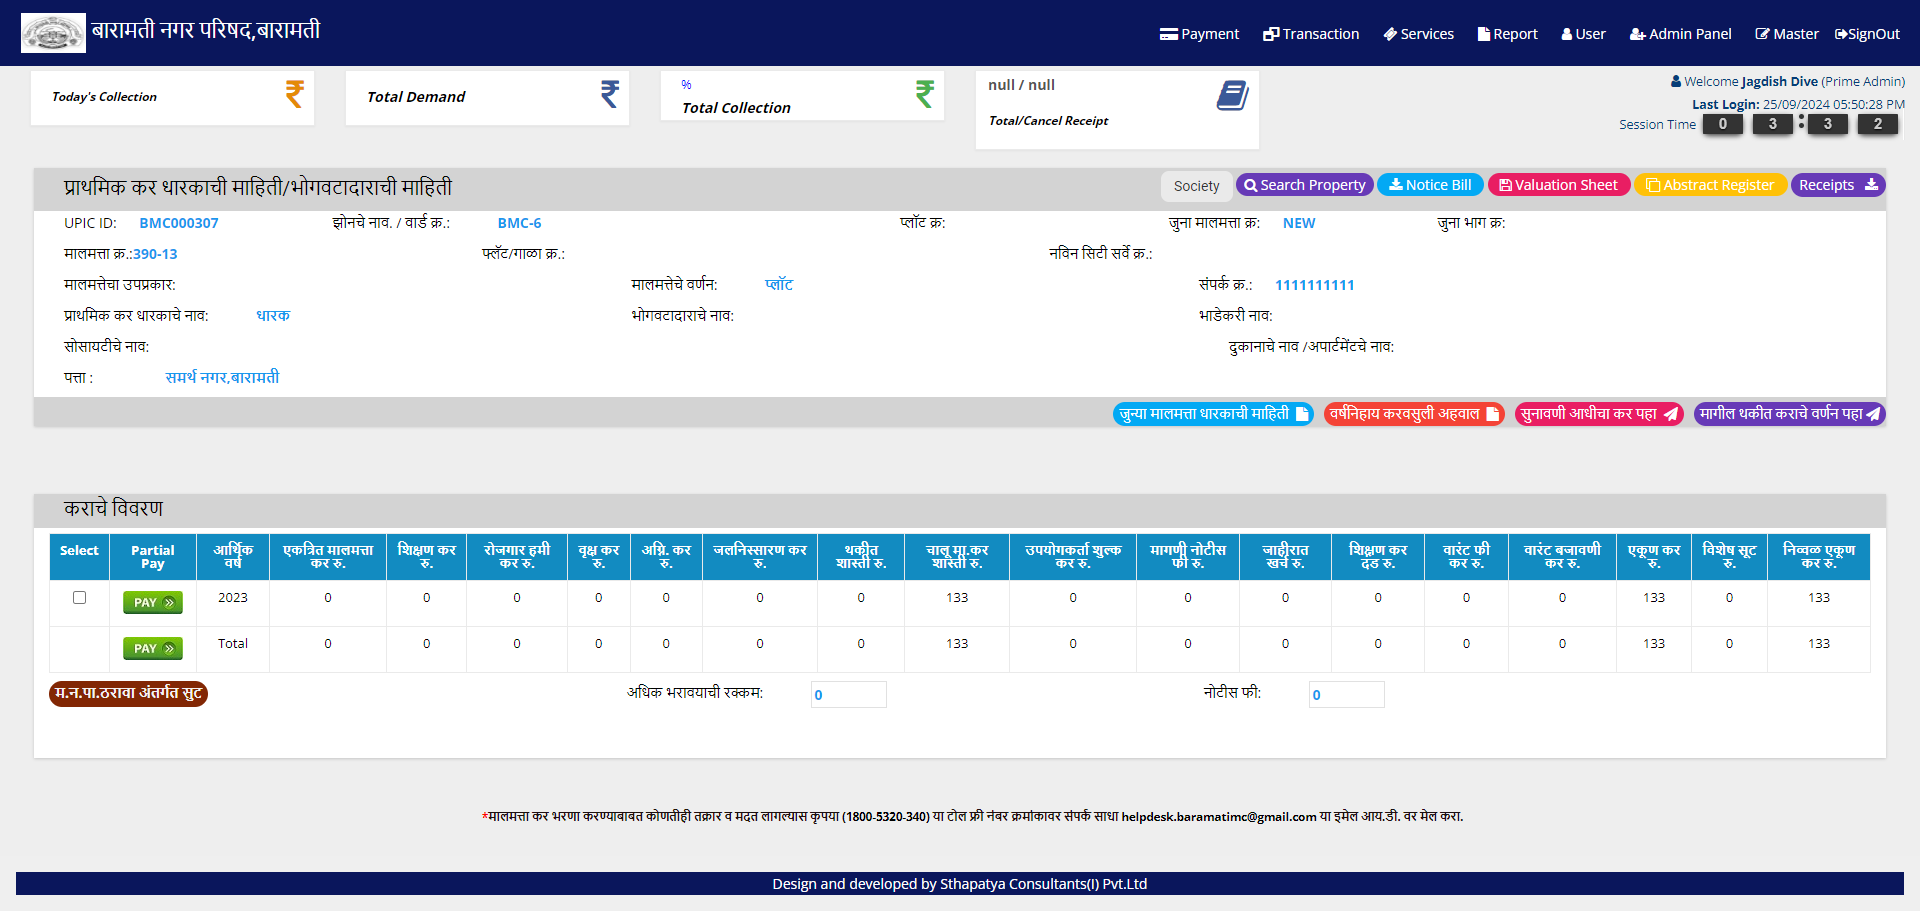 बारामती नगर परिषद,बारामती
Payment Transaction Services Report User Admin Panel Master SignOut
Today's Collection
Total Demand
%
Total Collection
null / null
Total/Cancel Receipt
Welcome Jagdish Dive (Prime Admin)
Last Login: 25/09/2024 05:50:28 PM
Session Time 0 3 : 3 2
प्राथमिक कर धारकाची माहिती/भोगवटादाराची माहिती
Society Search Property Notice Bill Valuation Sheet Abstract Register Receipts
UPIC ID: BMC000307 झोनचे नाव. / वार्ड क्र.: BMC-6 प्लॉट क्र: जुना मालमत्ता क्र: NEW जुना भाग क्र:
मालमत्ता क्र.:390-13 फ्लॅट/गाळा क्र.: नविन सिटी सर्वे क्र.:
मालमत्तेचा उपप्रकार: मालमत्तेचे वर्णन: प्लॉट संपर्क क्र.: 1111111111
प्राथमिक कर धारकाचे नाव: धारक भोगवटादाराचे नाव: भाडेकरी नाव:
सोसायटीचे नाव: दुकानाचे नाव /अपार्टमेंटचे नाव:
पत्ता : समर्थ नगर,बारामती
जुन्या मालमत्ता धारकाची माहिती वर्षनिहाय करवसुली अहवाल सुनावणी आधीचा कर पहा मागील थकीत कराचे वर्णन पहा
कराचे विवरण
Select Partial Pay आर्थिक वर्ष एकत्रित मालमत्ता कर रु. शिक्षण कर रु. रोजगार हमी कर रु. वृक्ष कर रु. अग्नि. कर रु. जलनिस्सारण कर रु. थकीत शास्ती रु. चालू मा.कर शास्ती रु. उपयोगकर्ता शुल्क कर रु. मागणी नोटीस फी रु. जाहीरात खर्च रु. शिक्षण कर दंड रु. वारंट फी कर रु. वारंट बजावणी कर रु. एकूण कर रु. विशेष सूट रु. निव्वळ एकूण कर रु.
PAY 2023 0 0 0 0 0 0 0 133 0 0 0 0 0 0 133 0 133
PAY Total 0 0 0 0 0 0 0 133 0 0 0 0 0 0 133 0 133
म.न.पा.ठरावा अंतर्गत सुट अधिक भरावयाची रक्कम: 0 नोटीस फी: 0
*मालमत्ता कर भरणा करण्याबाबत कोणतीही तक्रार व मदत लागल्यास कृपया (1800-5320-340) या टोल फ्री नंबर क्रमांकावर संपर्क साधा helpdesk.baramatimc@gmail.com या इमेल आय.डी. वर मेल करा.
Design and developed by Sthapatya Consultants(I) Pvt.Ltd